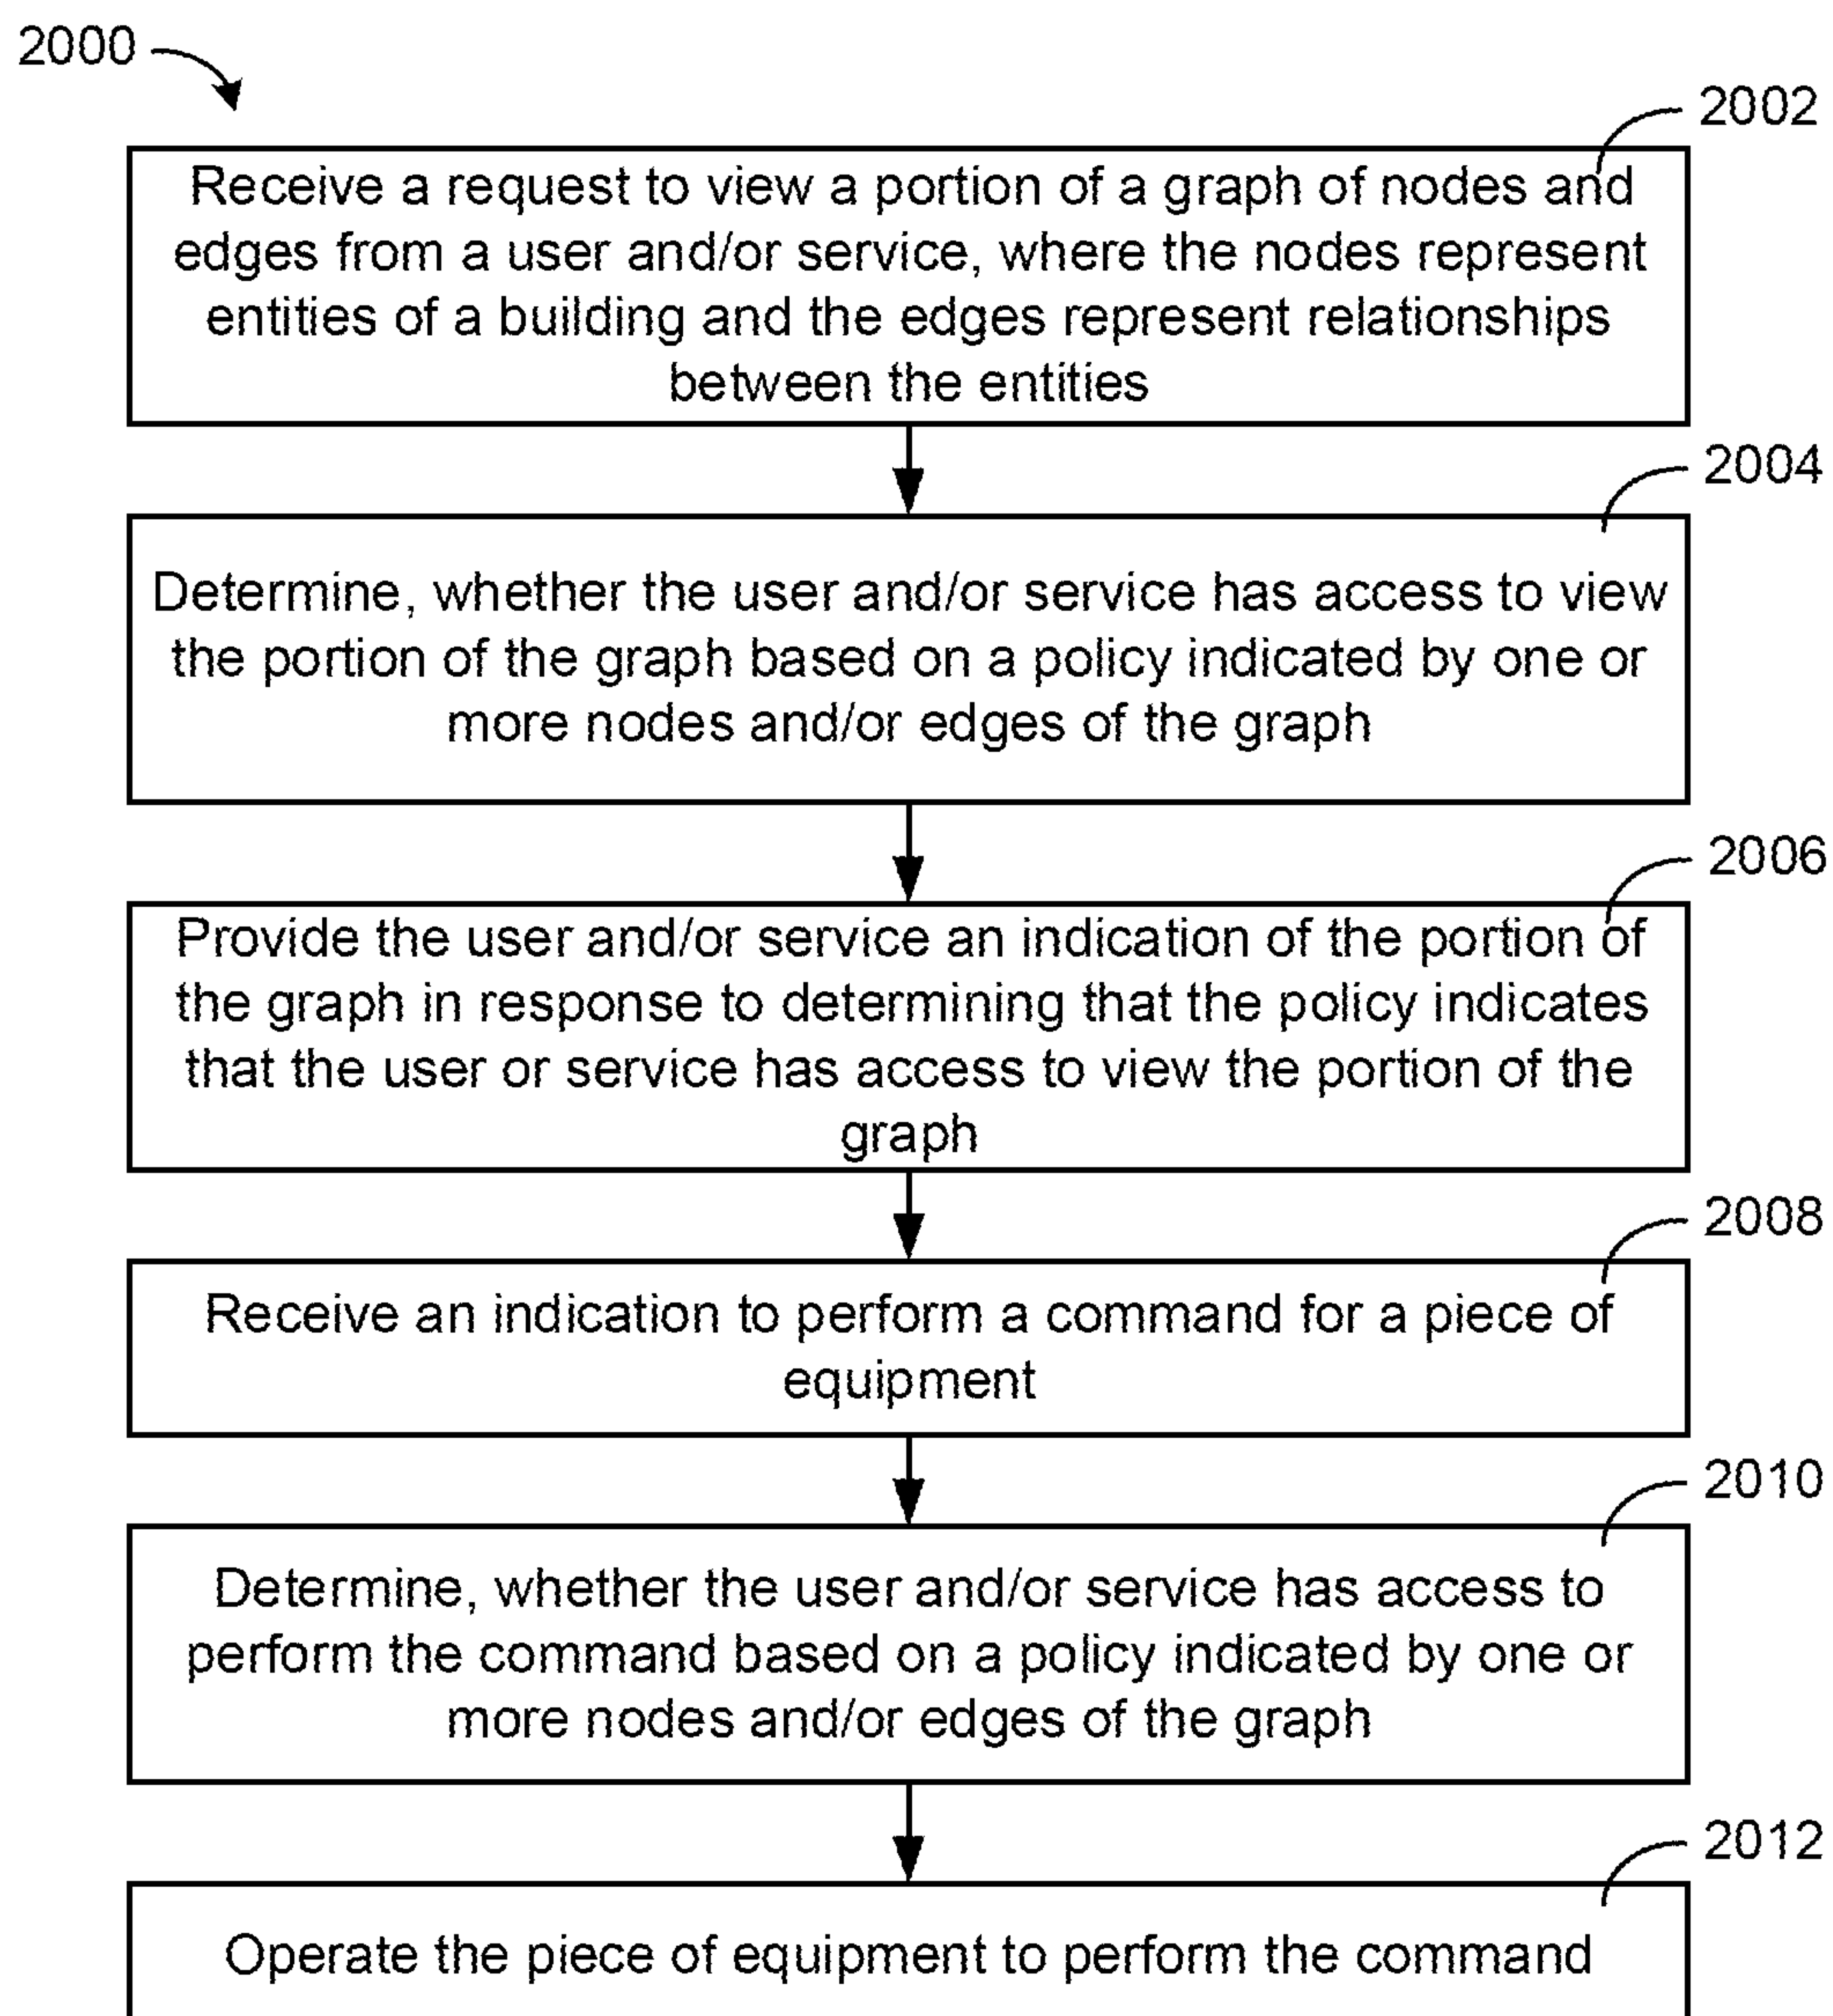 2000
2002
Receive a request to view a portion of a graph of nodes and
edges from a user and/or service, where the nodes represent
entities of a building and the edges represent relationships
between the entities
2004
Determine, whether the user and/or service has access to view
the portion of the graph based on a policy indicated by one or
more nodes and/or edges of the graph
2006
Provide the user and/or service an indication of the portion of
the graph in response to determining that the policy indicates
that the user or service has access to view the portion of the
graph
2008
Receive an indication to perform a command for a piece of
equipment
2010
Determine, whether the user and/or service has access to
perform the command based on a policy indicated by one or
more nodes and/or edges of the graph
2012
Operate the piece of equipment to perform the command